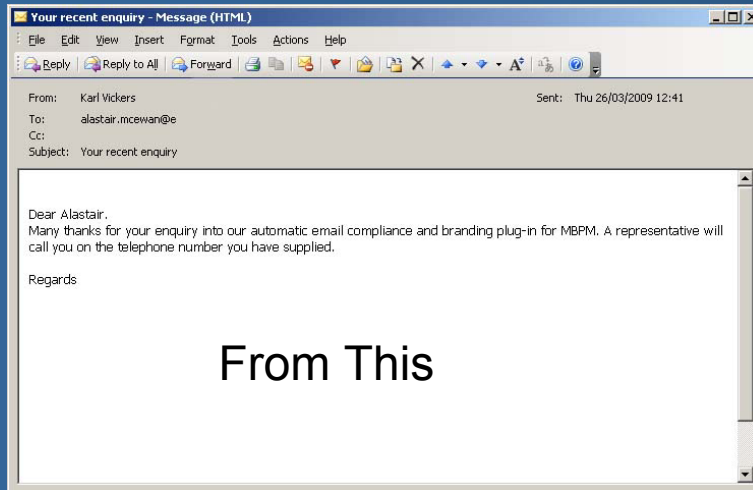 Your recent enquiry - Message (HTML)
File Edit View Insert Format Tools Actions Help
Reply Reply to All Forward
From: Karl Vickers Sent: Thu 26/03/2009 12:41
To: alastair.mcewan@e
Cc:
Subject: Your recent enquiry
Dear Alastair.
Many thanks for your enquiry into our automatic email compliance and branding plug-in for MBPM. A representative will
call you on the telephone number you have supplied.
Regards
From This